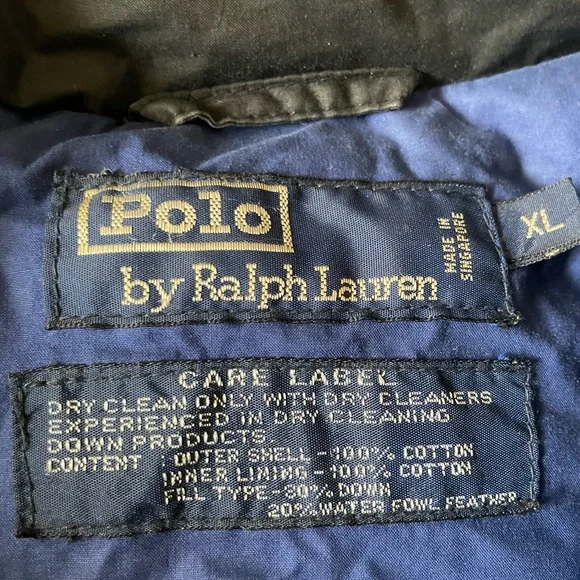 Polo
by Ralph Lauren
MADE IN
SINGAPORE
XL
CARE LABEL
DRY CLEAN ONLY WITH DRY CLEANERS
EXPERIENCED IN DRY CLEANING
DOWN PRODUCTS.
CONTENT : OUTER SHELL - 100% COTTON
INNER LINING - 100% COTTON
FILL TYPE - 80% DOWN
20% WATER FOWL FEATHER